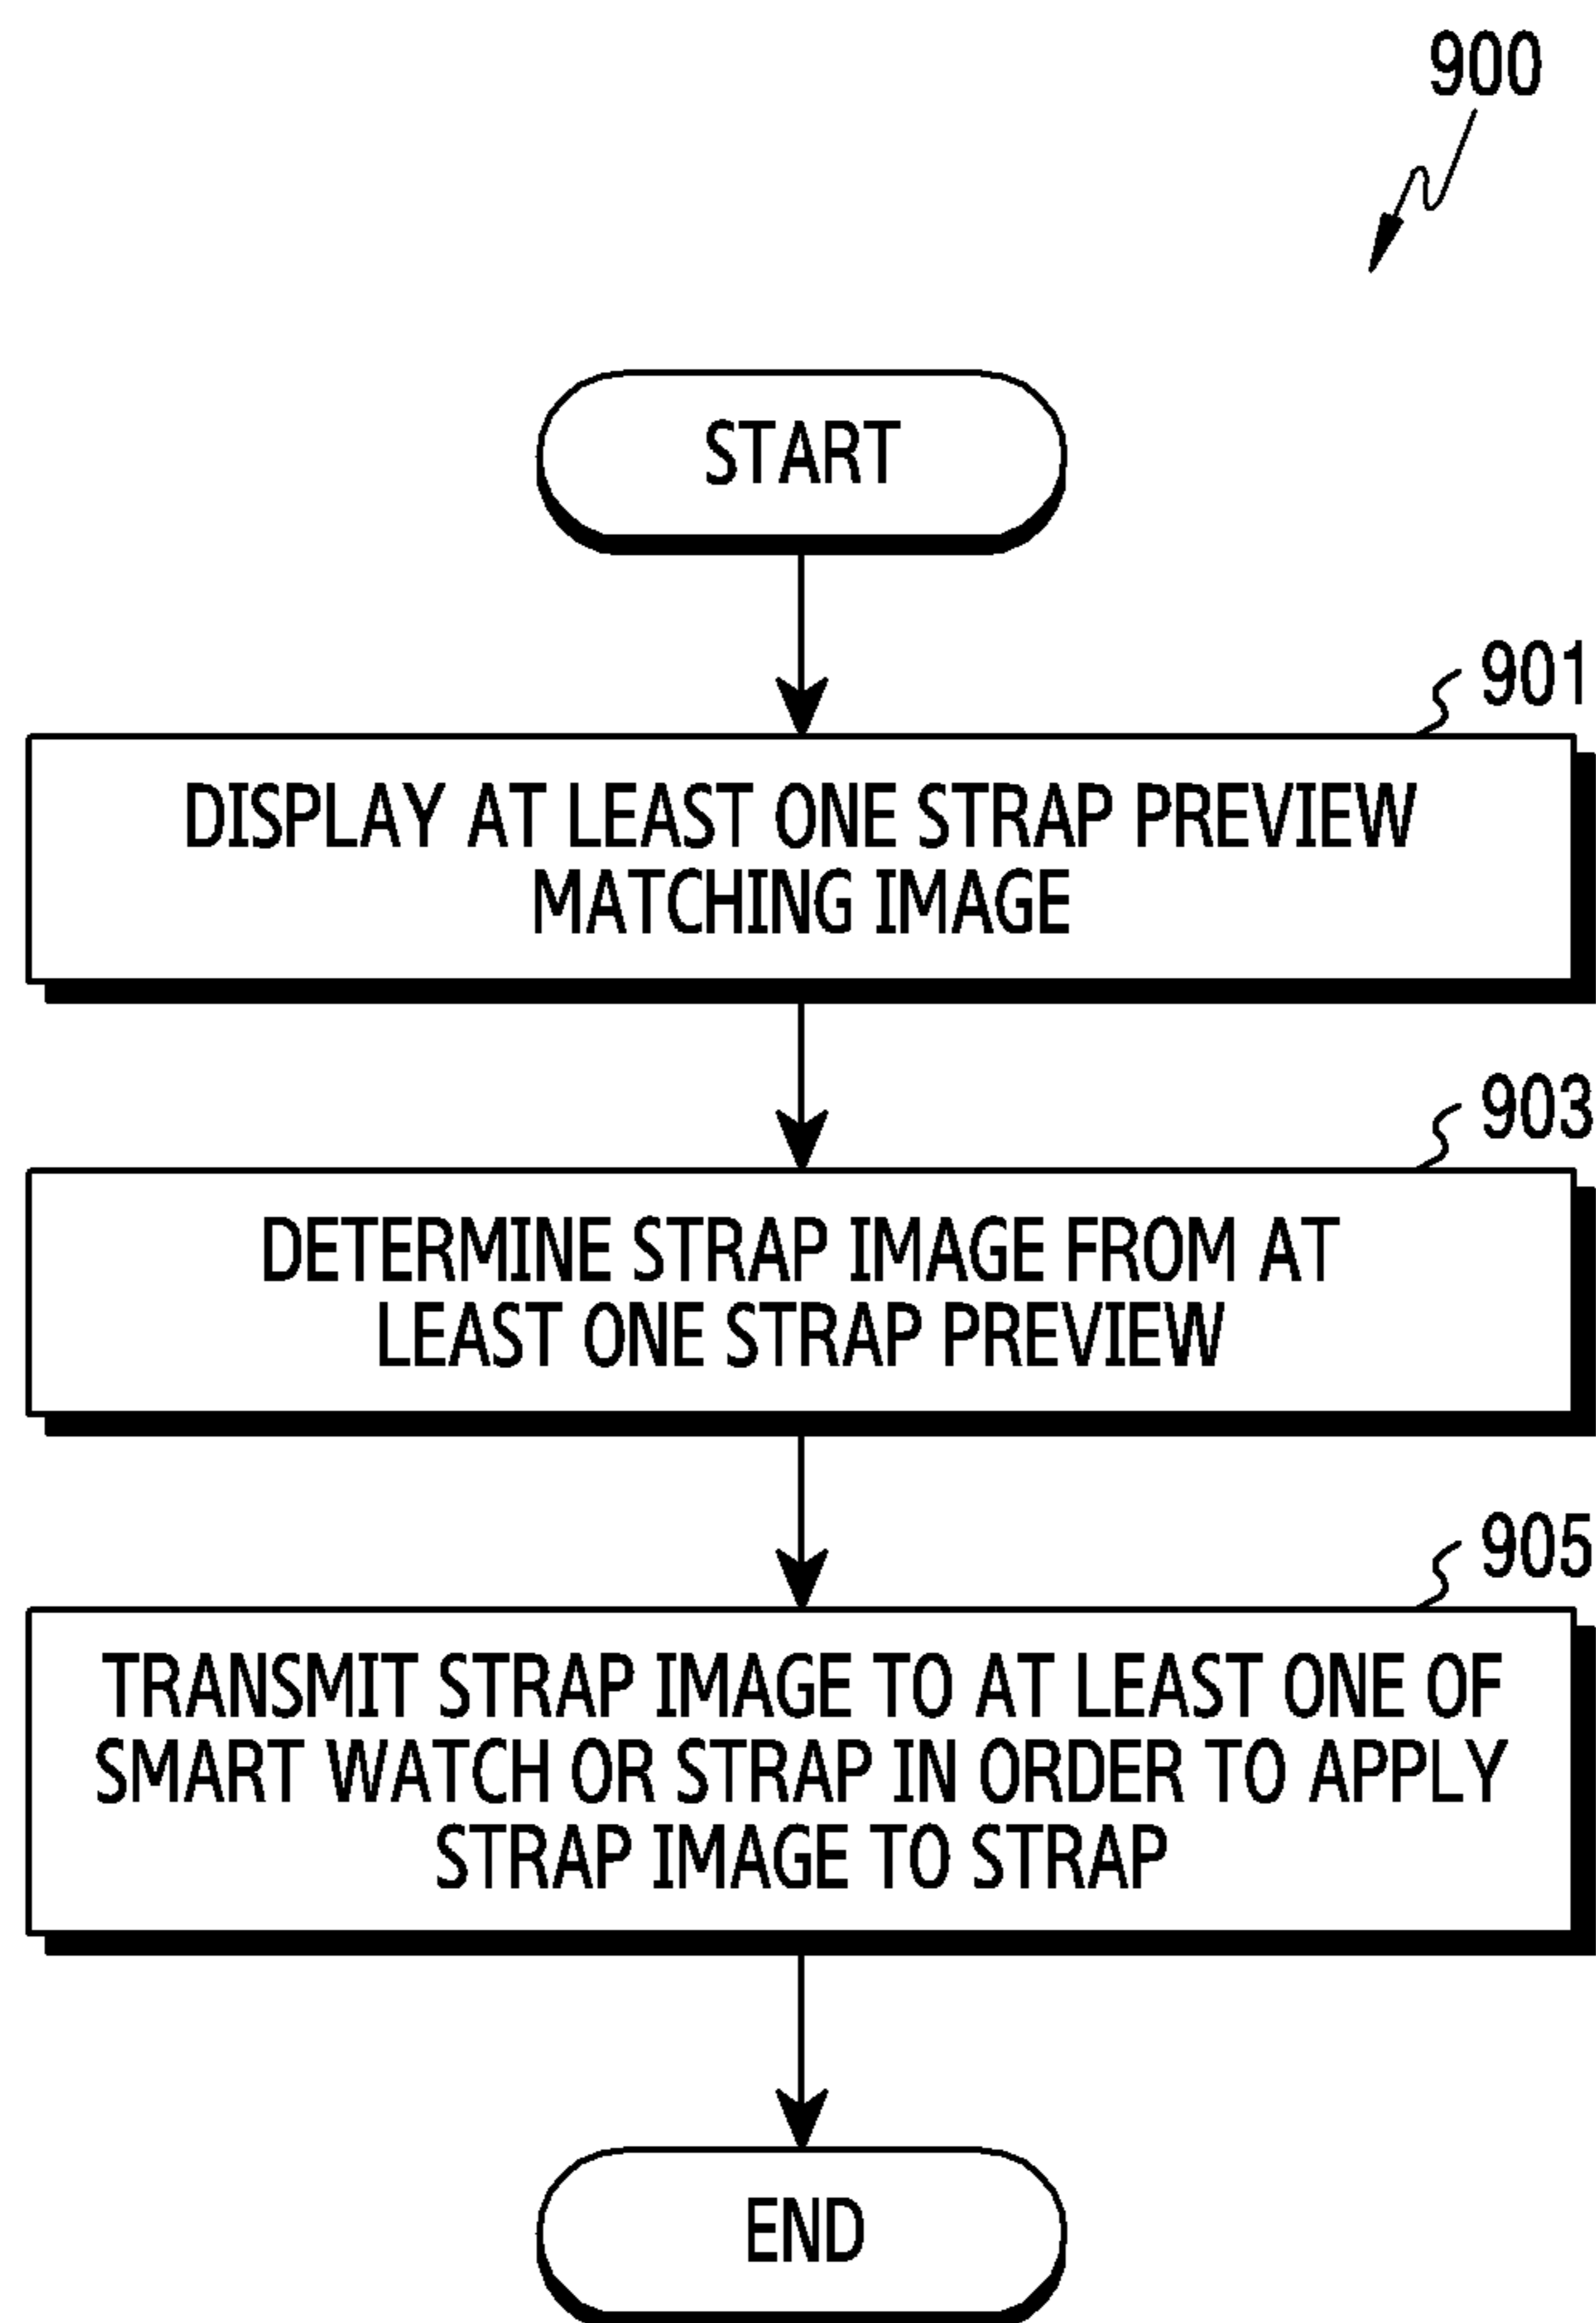 900
START
901
DISPLAY AT LEAST ONE STRAP PREVIEW
MATCHING IMAGE
903
DETERMINE STRAP IMAGE FROM AT
LEAST ONE STRAP PREVIEW
905
TRANSMIT STRAP IMAGE TO AT LEAST ONE OF
SMART WATCH OR STRAP IN ORDER TO APPLY
STRAP IMAGE TO STRAP
END